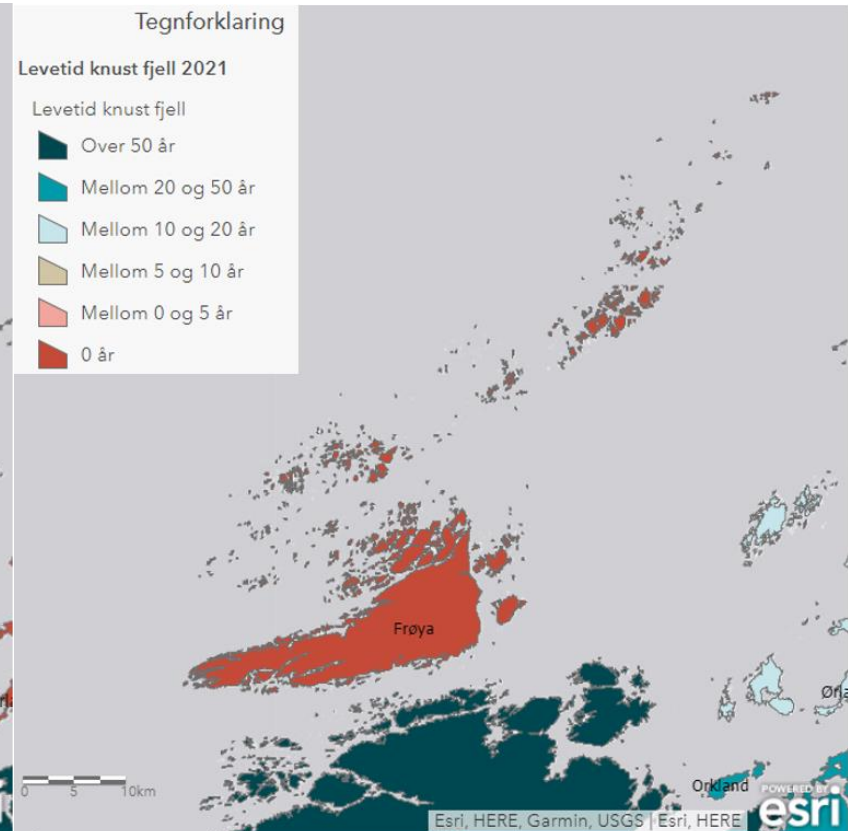 Tegnforklaring
Levetid knust fjell 2021
Levetid knust fjell
Over 50 år
Mellom 20 og 50 år
Mellom 10 og 20 år
Mellom 5 og 10 år
Mellom 0 og 5 år
0 år
Frøya
Ørla
Orkland
0 5 10km
POWERED BY
esri
Esri, HERE, Garmin, USGS | Esri, HERE